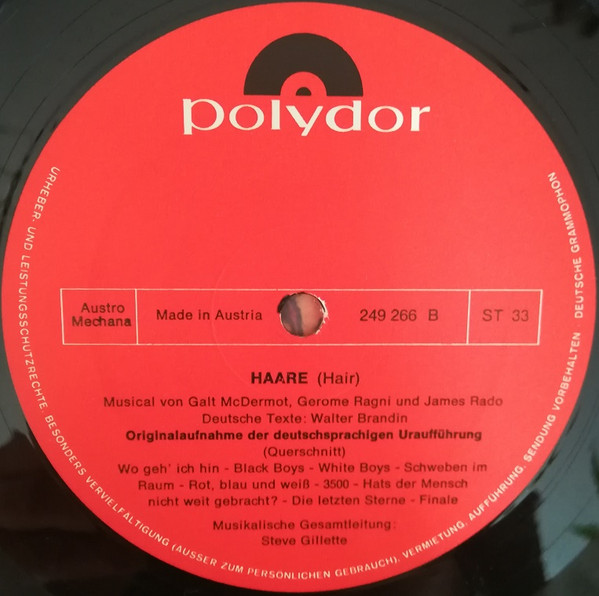 polydor
Austro
Mechana
Made in Austria
249 266 B
ST 33
HAARE (Hair)
Musical von Galt McDermot, Gerome Ragni und James Rado
Deutsche Texte: Walter Brandin
Originalaufnahme der deutschsprachigen Uraufführung
(Querschnitt)
Wo geh' ich hin - Black Boys - White Boys - Schweben im
Raum - Rot, blau und weiß - 3500 - Hats der Mensch
nicht weit gebracht? - Die letzten Sterne - Finale
Musikalische Gesamtleitung:
Steve Gillette
URHEBER- UND LEISTUNGSSCHUTZRECHTE. BESONDERS VERVIELFÄLTIGUNG (AUSSER ZUM PERSÖNLICHEN GEBRAUCH). VERMIETUNG. AUFFÜHRUNG. SENDUNG VORBEHALTEN DEUTSCHE GRAMMOPHON